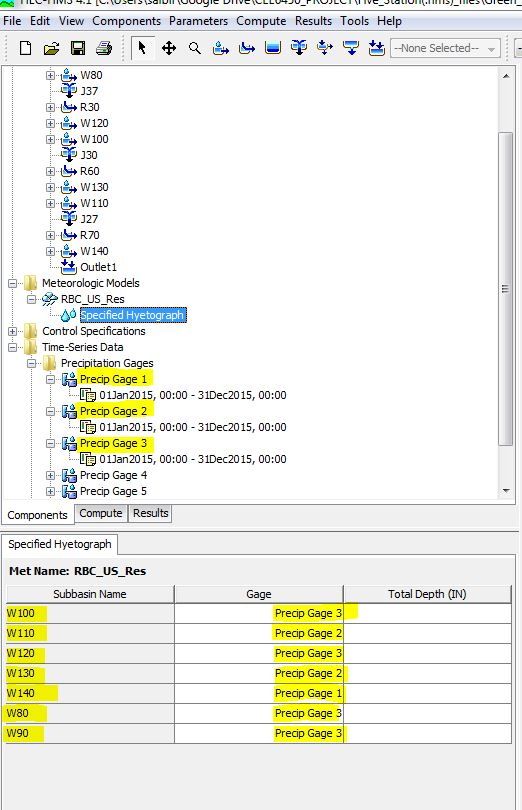 HEC-HMS 4.1 [C:\Users\saibil\Google Drive\CEE6450_PROJECT\Five_Station(.hms)_files\Green_
File Edit View Components Parameters Compute Results Tools Help
--None Selected---
W80
J37
R30
W120
W100
J30
R60
W130
W110
J27
R70
W140
Outlet1
Meteorologic Models
RBC_US_Res
Specified Hyetograph
Control Specifications
Time-Series Data
Precipitation Gages
Precip Gage 1
01Jan2015, 00:00 - 31Dec2015, 00:00
Precip Gage 2
01Jan2015, 00:00 - 31Dec2015, 00:00
Precip Gage 3
01Jan2015, 00:00 - 31Dec2015, 00:00
Precip Gage 4
Precip Gage 5
Components Compute Results
Specified Hyetograph
Met Name: RBC_US_Res
Subbasin Name Gage Total Depth (IN)
W100 Precip Gage 3
W110 Precip Gage 2
W120 Precip Gage 3
W130 Precip Gage 2
W140 Precip Gage 1
W80 Precip Gage 3
W90 Precip Gage 3